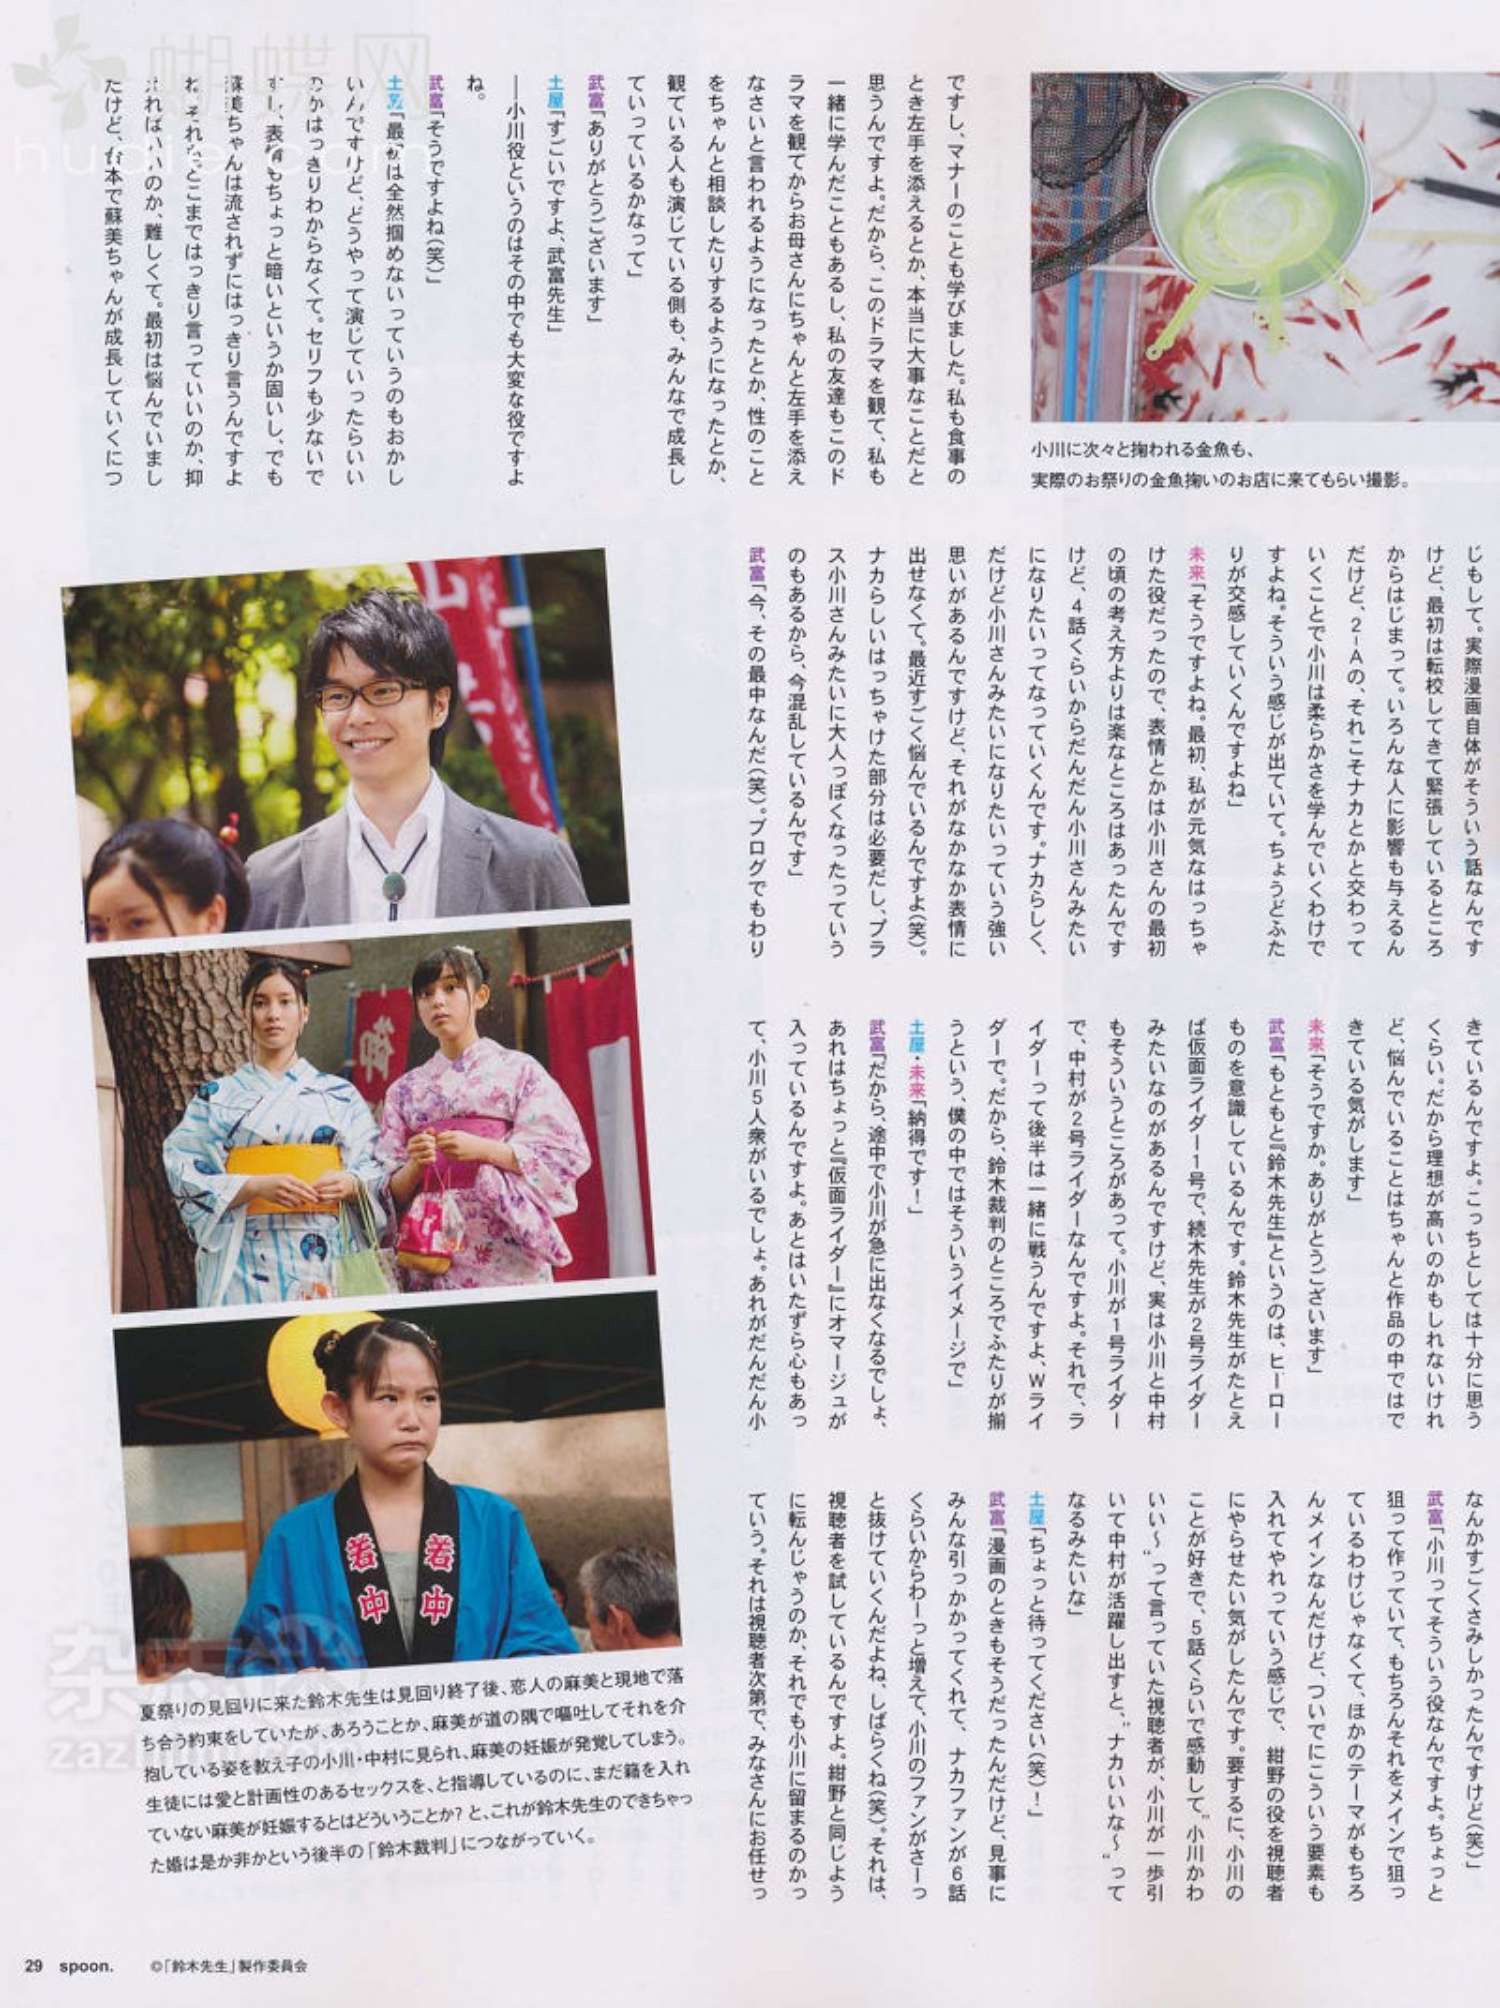 蝴蝶网
ですし、マナーのことも学びました。私も食事の
とき左手を添えるとか、本当に大事なことだと
思うんですよ。だから、このドラマを観て、私も
一緒に学んだこともあるし、私の友達もこのド
ラマを観てからお母さんにちゃんと左手を添え
なさいと言われるようになったとか、性のこと
をちゃんと相談したりするようになったとか、
観ている人も演じている側も、みんなで成長し
ていっているかなって」
武富「ありがとうございます」
土屋「すごいですよ、武富先生」
――小川役というのはその中でも大変な役ですよ
ね。
武富「そうですよね(笑)」
土屋「最初は全然掴めないっていうのもおかし
いんですけど、どうやって演じていったらいい
のかはっきりわからなくて。セリフも少ないで
すし、表情もちょっと暗いというか固いし、でも
蘇美ちゃんは流されずにはっきり言うんですよ
ね。それをどこまではっきり言っていいのか、抑
えればいいのか、難しくて。最初は悩んでいまし
たけど、台本で蘇美ちゃんが成長していくにつ
小川に次々と掬われる金魚も、
実際のお祭りの金魚掬いのお店に来てもらい撮影。
じもして。実際漫画自体がそういう話なんです
けど、最初は転校してきて緊張しているところ
からはじまって。いろんな人に影響も与えるん
だけど、2-Aの、それこそナカとかと交わって
いくことで小川は柔らかさを学んでいくわけで
すよね。そういう感じが出ていて。ちょうどふた
りが交感していくんですよね」
未来「そうですよね。最初、私が元気なはっちゃ
けた役だったので、表情とかは小川さんの最初
の頃の考え方よりは楽なところはあったんです
けど、4話くらいからだんだん小川さんみたい
になりたいってなっていくんです。ナカらしく、
だけど小川さんみたいになりたいっていう強い
思いがあるんですけど、それがなかなか表情に
出せなくて。最近すごく悩んでいるんですよ(笑)。
ナカらしいはっちゃけた部分は必要だし、プラ
ス小川さんみたいに大人っぽくなったっていう
のもあるから、今混乱しているんです」
武富「今、その最中なんだ(笑)。ブログでもわり
きているんですよ。こっちとしては十分に思う
くらい。だから理想が高いのかもしれないけれ
ど、悩んでいることはちゃんと作品の中ではで
きている気がします」
未来「そうですか。ありがとうございます」
武富「もともと『鈴木先生』というのは、ヒーロー
ものを意識しているんです。鈴木先生がたとえ
ば仮面ライダー1号で、続木先生が2号ライダー
みたいなのがあるんですけど、実は小川と中村
もそういうところがあって。小川が1号ライダー
で、中村が2号ライダーなんですよ。それで、ラ
イダーって後半は一緒に戦うんですよ、Wライ
ダーで。だから、鈴木裁判のところでふたりが揃
うという、僕の中ではそういうイメージで」
土屋・未来「納得です!」
武富「だから、途中で小川が急に出なくなるでしょ、
あれはちょっと『仮面ライダー』にオマージュが
入っているんですよ。あとはいたずら心もあっ
て、小川5人衆がいるでしょ。あれがだんだん小
なんかすごくさみしかったんですけど(笑)」
武富「小川ってそういう役なんですよ。ちょっと
狙って作っていて、もちろんそれをメインで狙っ
ているわけじゃなくて、ほかのテーマがもちろ
んメインなんだけど、ついでにこういう要素も
入れてやれっていう感じで、紺野の役を視聴者
にやらせたい気がしたんです。要するに、小川の
ことが好きで、5話くらいで感動して“小川かわ
いい〜”って言っていた視聴者が、小川が一歩引
いて中村が活躍し出すと、“ナカいいな〜”って
なるみたいな」
土屋「ちょっと待ってください(笑)!」
武富「漫画のときもそうだったんだけど、見事に
みんな引っかかってくれて、ナカファンが6話
くらいからわーっと増えて、小川のファンがさーっ
と抜けていくんだよね、しばらくね(笑)。それは、
視聴者を試しているんですよ。紺野と同じよう
に転んじゃうのか、それでも小川に留まるのかっ
ていう。それは視聴者次第で、みなさんにお任せっ
若中
若中
夏祭りの見回りに来た鈴木先生は見回り終了後、恋人の麻美と現地で落
ち合う約束をしていたが、あろうことか、麻美が道の隅で嘔吐してそれを介
抱している姿を教え子の小川・中村に見られ、麻美の妊娠が発覚してしまう。
生徒には愛と計画性のあるセックスを、と指導しているのに、まだ籍を入れ
ていない麻美が妊娠するとはどういうことか? と、これが鈴木先生のできちゃっ
た婚は是か非かという後半の「鈴木裁判」につながっていく。
29 spoon. ©「鈴木先生」製作委員会